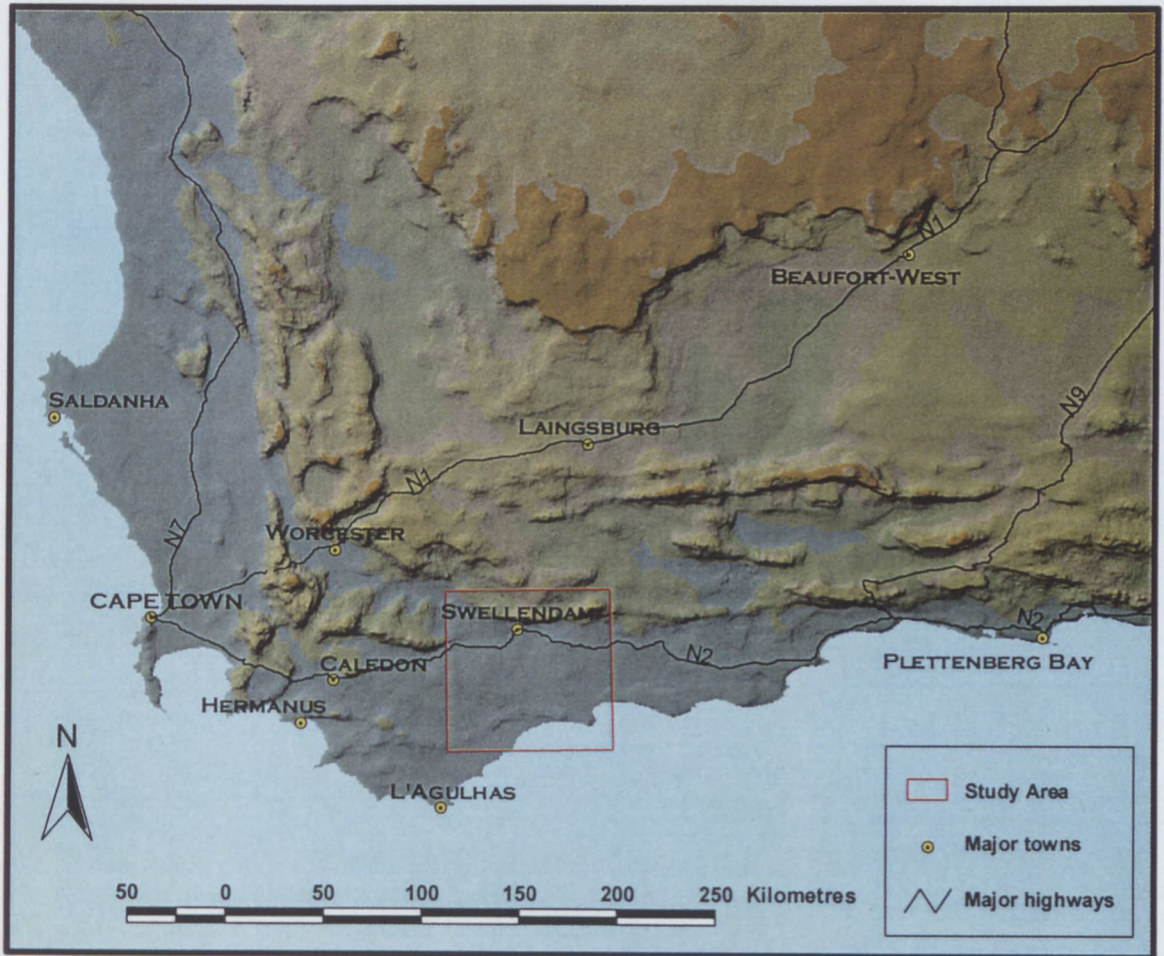 N1
BEAUFORT-WEST
SALDANHA
LAINGSBURG
N9
N1
WORCESTER
N7
CAPE TOWN
SWELLENDAM
N2
CALEDON
N2
PLETTENBERG BAY
HERMANUS
N
L'AGULHAS
Study Area
Major towns
Major highways
50 0 50 110 150 200 250 Kilometres